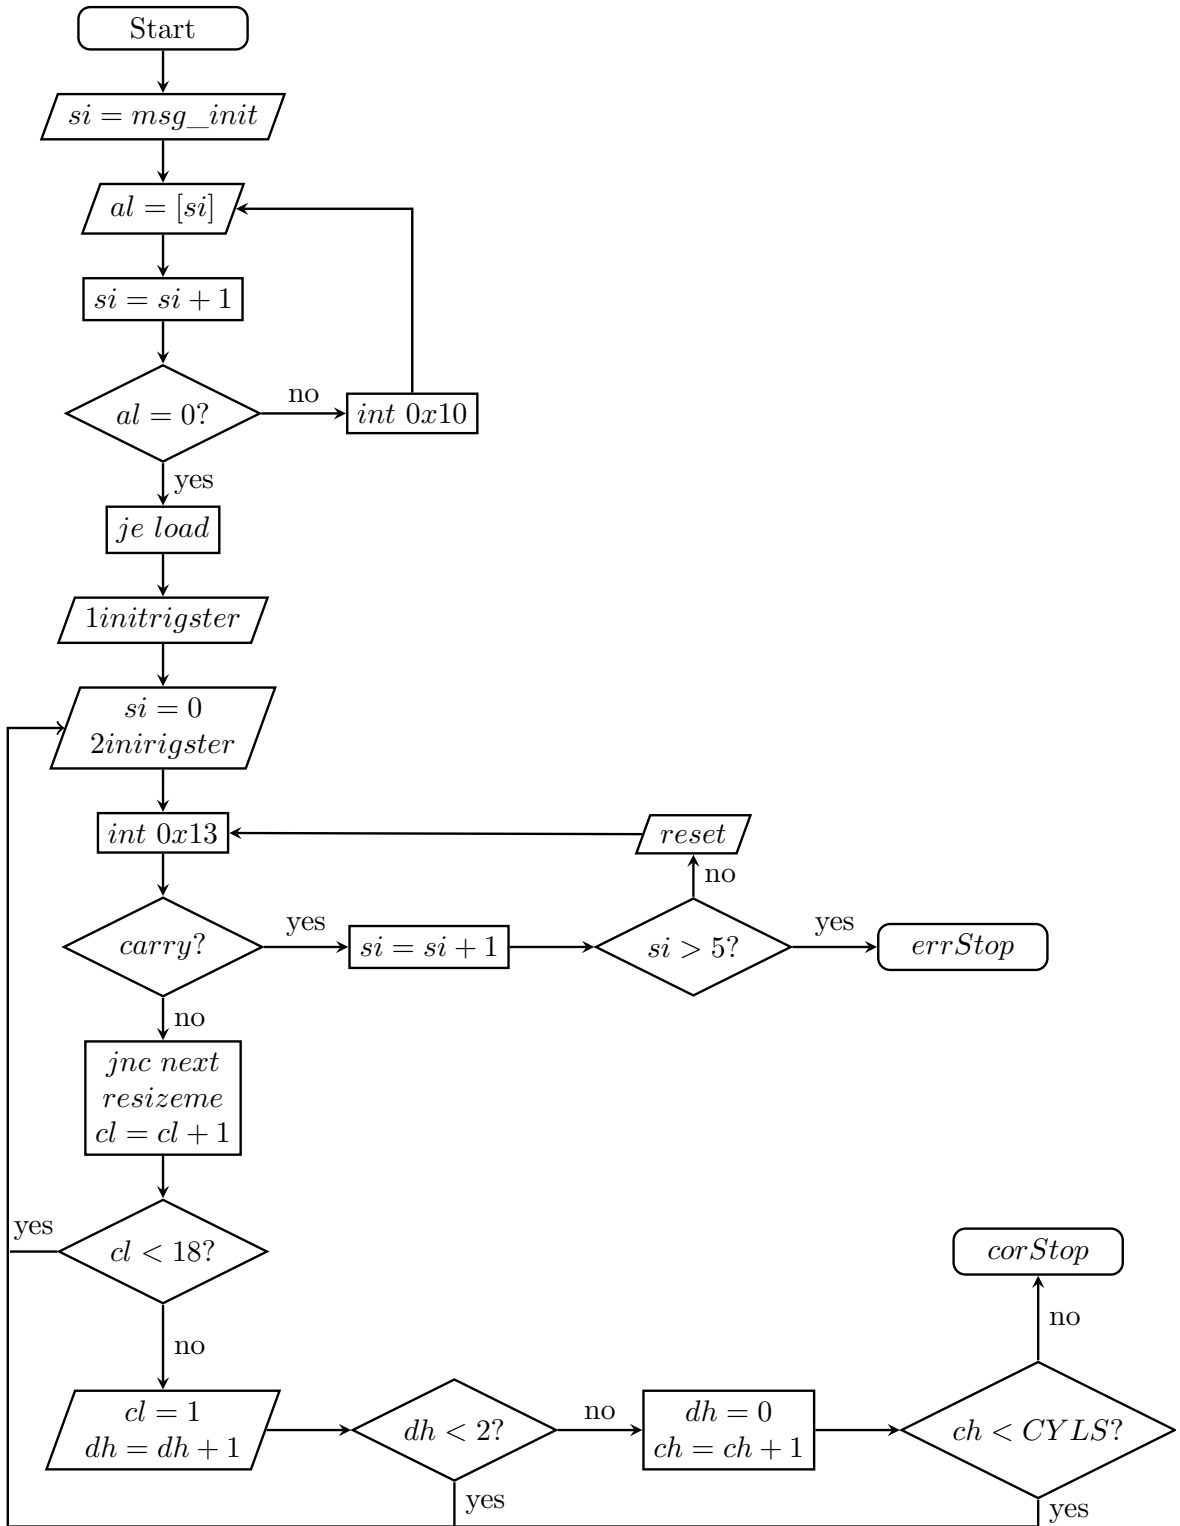 Start
si = msg_init
al = [si]
si = si + 1
al = 0?
no
int 0x10
yes
je load
1initrigster
si = 0
2inirigster
int 0x13
reset
no
carry?
yes
si = si + 1
si > 5?
yes
errStop
no
jnc next
resizeme
cl = cl + 1
yes
cl < 18?
corStop
no
no
cl = 1
dh = dh + 1
dh < 2?
no
dh = 0
ch = ch + 1
ch < CYLS?
yes
yes